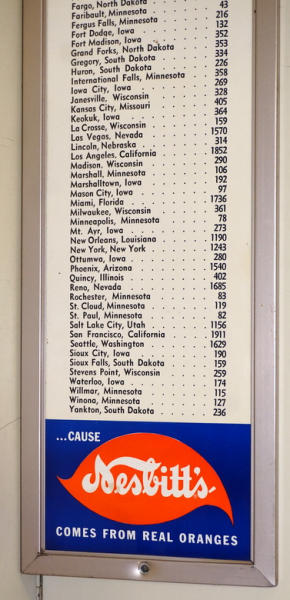 Fargo, North Dakota
Faribault, Minnesota . . . . . 43
Fergus Falls, Minnesota . . . . . 216
Fort Dodge, Iowa . . . . . 132
Fort Madison, Iowa . . . . . 352
Grand Forks, North Dakota . . . . . 353
Gregory, South Dakota . . . . . 334
Huron, South Dakota . . . . . 226
International Falls, Minnesota . . . . . 358
Iowa City, Iowa . . . . . 269
Janesville, Wisconsin . . . . . 328
Kansas City, Missouri . . . . . 405
Keokuk, Iowa . . . . . 364
La Crosse, Wisconsin . . . . . 159
Las Vegas, Nevada . . . . . 1570
Lincoln, Nebraska . . . . . 314
Los Angeles, California . . . . . 1852
Madison, Wisconsin . . . . . 290
Marshall, Minnesota . . . . . 106
Marshalltown, Iowa . . . . . 192
Mason City, Iowa . . . . . 97
Miami, Florida . . . . . 1736
Milwaukee, Wisconsin . . . . . 361
Minneapolis, Minnesota . . . . . 78
Mt. Ayr, Iowa . . . . . 273
New Orleans, Louisiana . . . . . 1190
New York, New York . . . . . 1243
Ottumwa, Iowa . . . . . 280
Phoenix, Arizona . . . . . 1540
Quincy, Illinois . . . . . 402
Reno, Nevada . . . . . 1685
Rochester, Minnesota . . . . . 83
St. Cloud, Minnesota . . . . . 119
St. Paul, Minnesota . . . . . 82
Salt Lake City, Utah . . . . . 1156
San Francisco, California . . . . . 1911
Seattle, Washington . . . . . 1629
Sioux City, Iowa . . . . . 190
Sioux Falls, South Dakota . . . . . 159
Stevens Point, Wisconsin . . . . . 259
Waterloo, Iowa . . . . . 174
Willmar, Minnesota . . . . . 115
Winona, Minnesota . . . . . 127
Yankton, South Dakota . . . . . 236
...CAUSE
Nesbitt's
COMES FROM REAL ORANGES